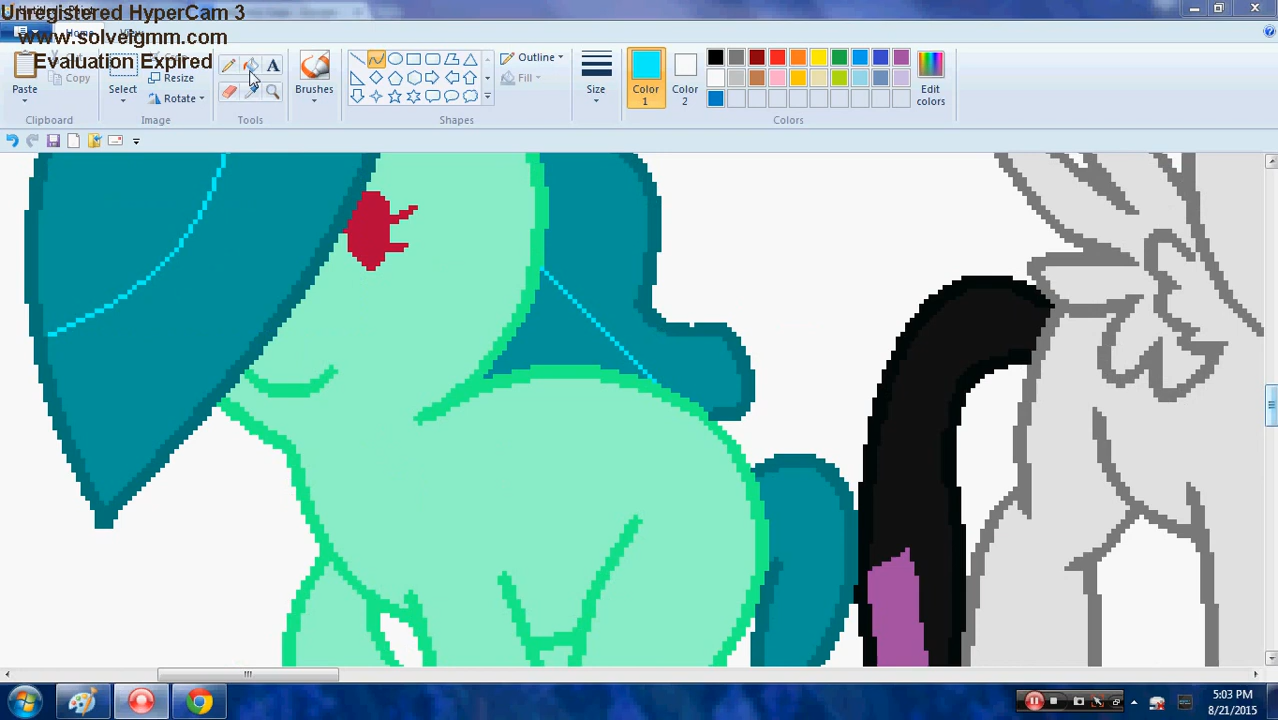 Unregistered HyperCam 3
www.solveigmm.com
Evaluation Expired
Paste
Copy
Clipboard
Select
Resize
Rotate
Image
Tools
A
Brushes
Shapes
Outline
Fill
Size
Color 1
Color 2
Edit colors
Colors
5:03 PM
8/21/2015